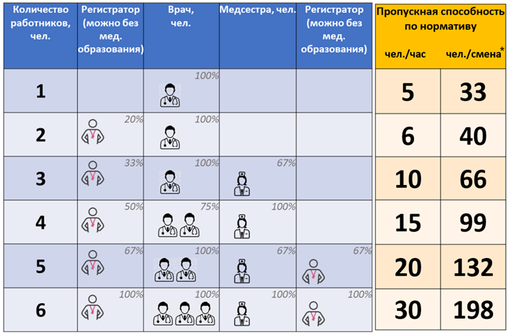 Количество работников, чел.
Регистратор (можно без мед. образования)
Врач, чел.
Медсестра, чел.
Регистратор (можно без мед. образования)
Пропускная способность по нормативу
чел./час чел./смена*
1 100% 5 33
2 20% 100% 6 40
3 33% 100% 67% 10 66
4 50% 75% 100% 15 99
5 67% 100% 67% 67% 20 132
6 100% 100% 100% 100% 30 198